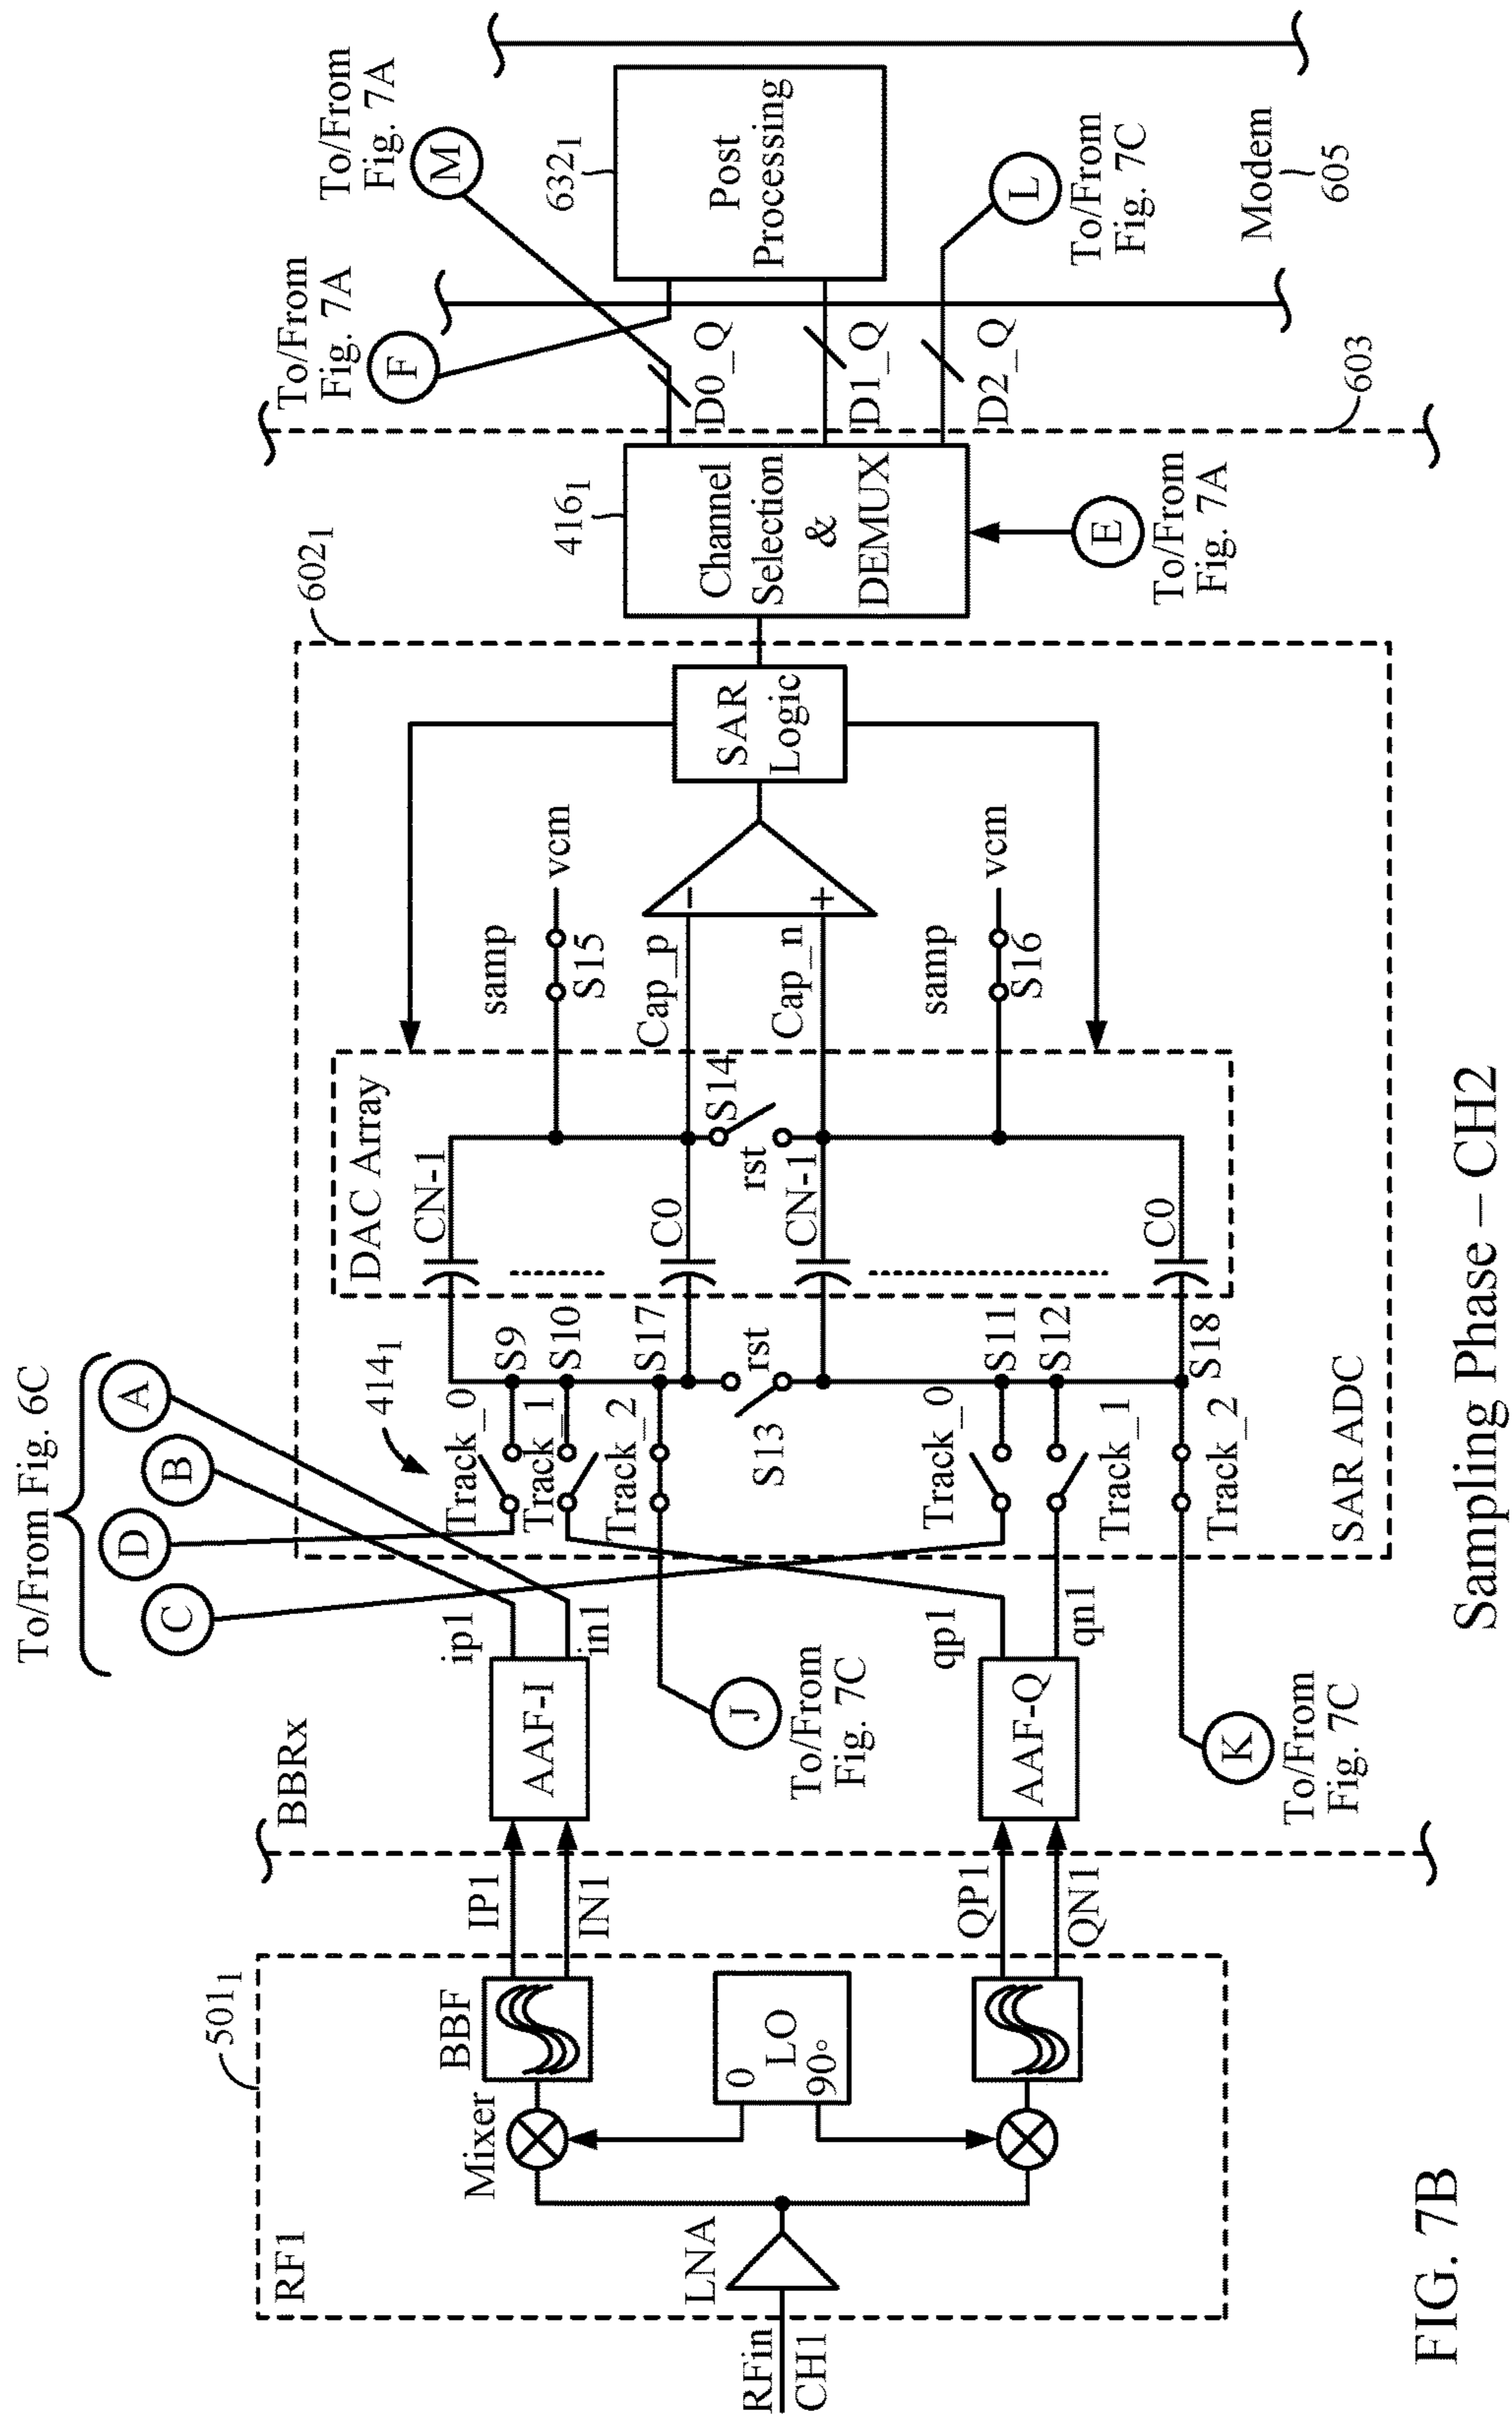 RFin
CH1
RF1
501₁
LNA
Mixer
BBF
0
LO
90°
IP1
IN1
QP1
QN1
BBRx
AAF-I
AAF-Q
ip1
in1
qp1
qn1
To/From Fig. 6C
A
B
D
C
J
To/From
Fig. 7C
K
To/From
Fig. 7C
414₁
Track_0
S9
Track_1
S10
Track_2
S17
rst
S13
Track_0
S11
Track_1
S12
Track_2
S18
SAR ADC
602₁
DAC Array
CN-1
C0
CN-1
C0
S14
rst
samp
vcm
S15
Cap_p
Cap_n
samp
vcm
S16
−
+
SAR
Logic
416₁
Channel
Selection
&
DEMUX
E
To/From
Fig. 7A
603
D0_Q
D1_Q
D2_Q
To/From
Fig. 7A
F
To/From
Fig. 7A
M
632₁
Post
Processing
L
To/From
Fig. 7C
Modem
605
FIG. 7B
Sampling Phase – CH2